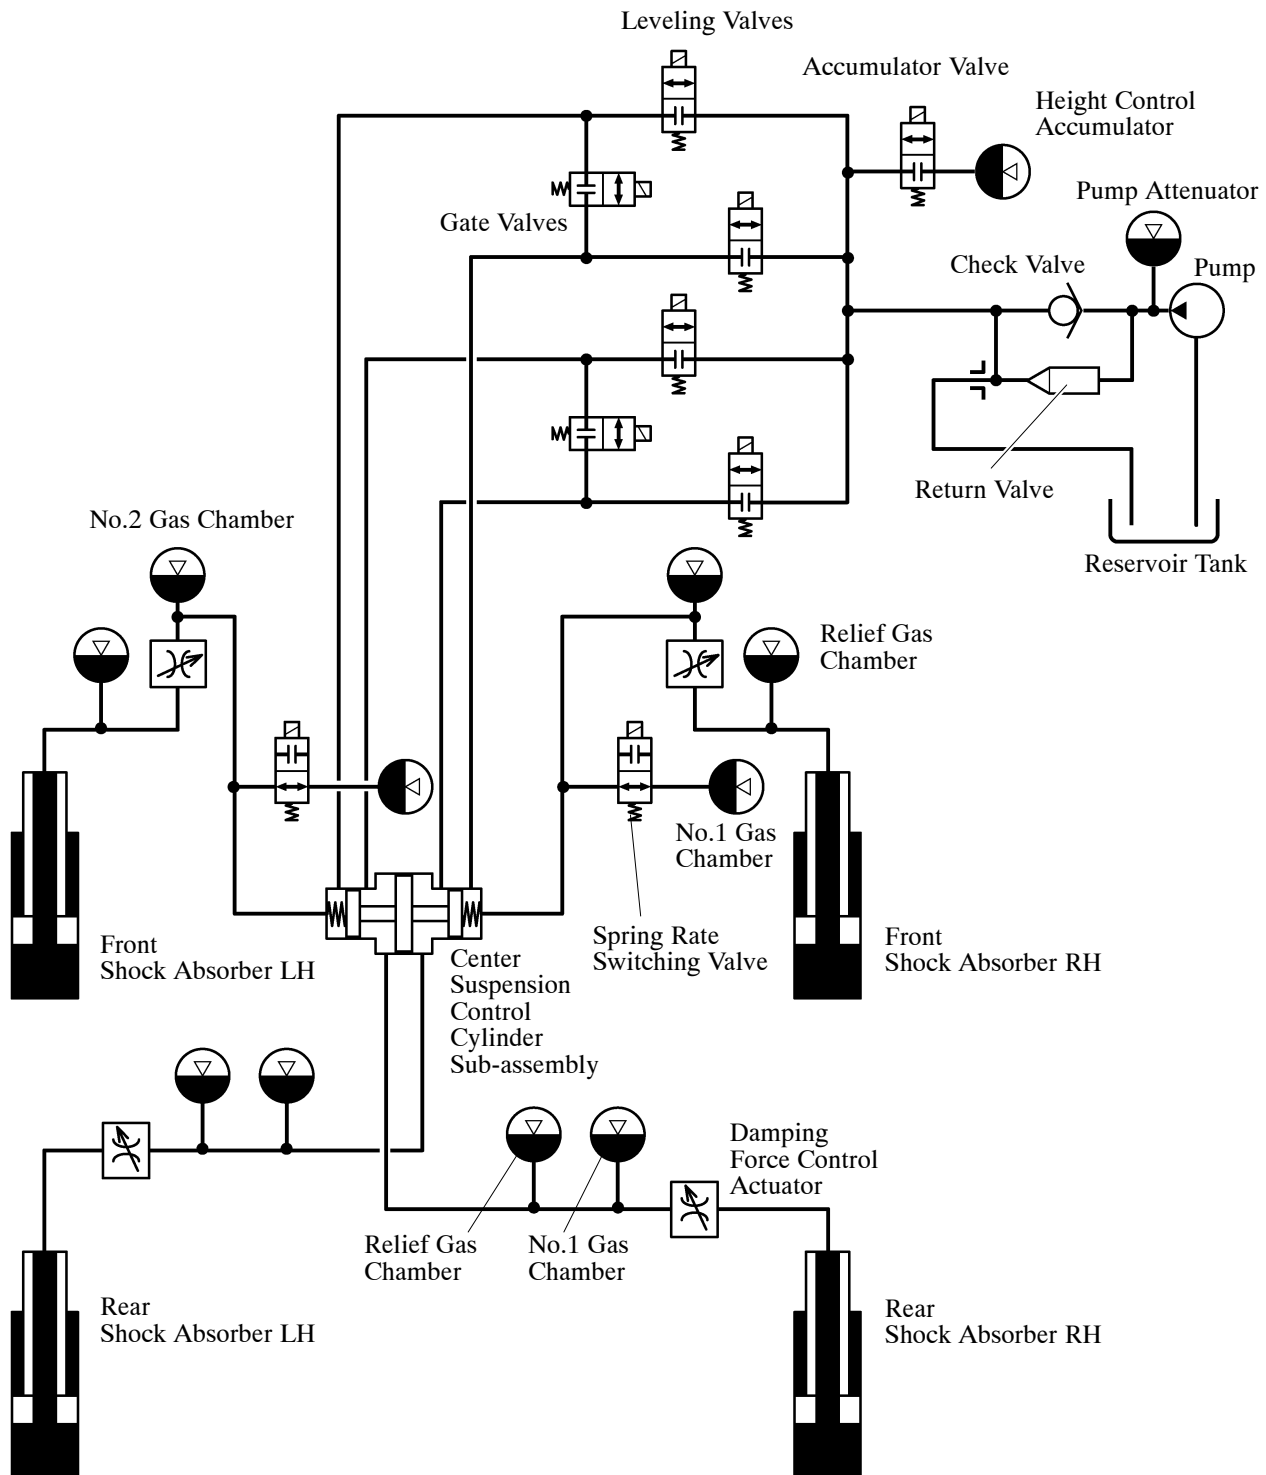 Leveling Valves
Accumulator Valve
Height Control
Accumulator
Pump Attenuator
Gate Valves
Check Valve
Pump
Return Valve
No.2 Gas Chamber
Reservoir Tank
Relief Gas
Chamber
No.1 Gas
Chamber
Front
Shock Absorber LH
Center
Suspension
Control
Cylinder
Sub-assembly
Spring Rate
Switching Valve
Front
Shock Absorber RH
Damping
Force Control
Actuator
Relief Gas
Chamber
No.1 Gas
Chamber
Rear
Shock Absorber LH
Rear
Shock Absorber RH